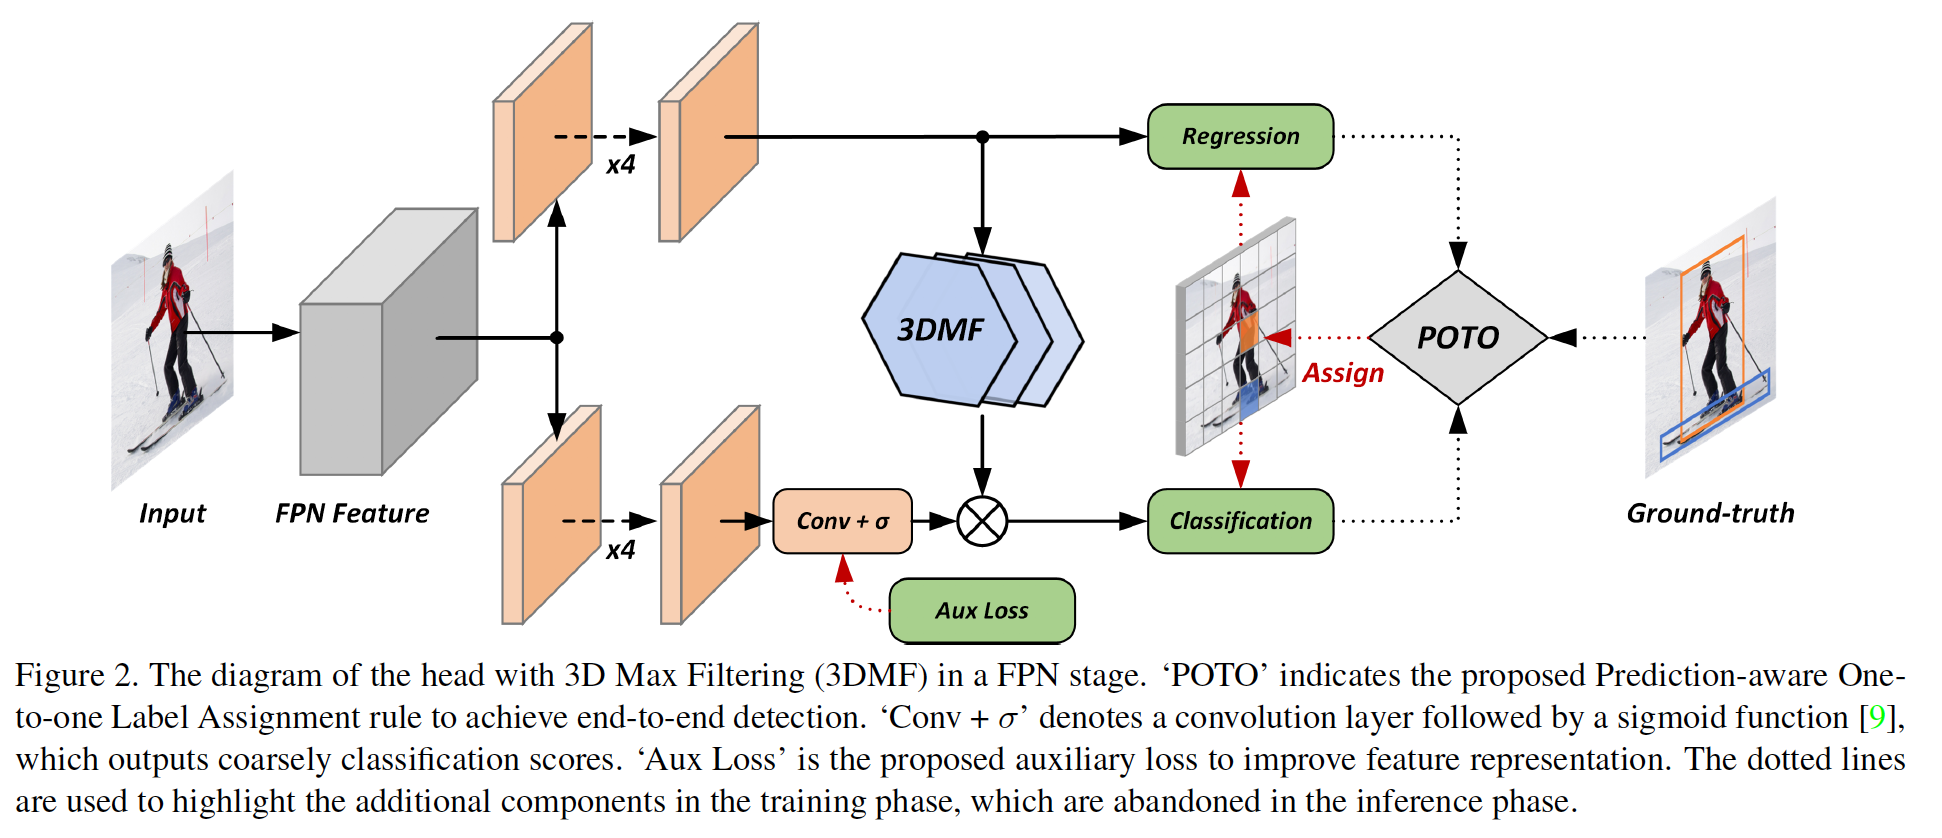 x4
Regression
3DMF
POTO
Assign
Input
FPN Feature
x4
Conv + σ
Classification
Ground-truth
Aux Loss
Figure 2. The diagram of the head with 3D Max Filtering (3DMF) in a FPN stage. ‘POTO’ indicates the proposed Prediction-aware One-
to-one Label Assignment rule to achieve end-to-end detection. ‘Conv + σ’ denotes a convolution layer followed by a sigmoid function [9],
which outputs coarsely classification scores. ‘Aux Loss’ is the proposed auxiliary loss to improve feature representation. The dotted lines
are used to highlight the additional components in the training phase, which are abandoned in the inference phase.